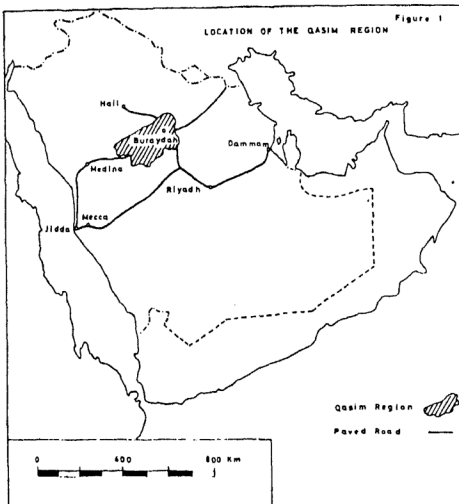 Figure 1
LOCATION OF THE QASIM REGION
Hail
Buraydah
Dammam
Medina
Riyadh
Mecca
Jidda
Qasim Region
Paved Road
0 400 800 Km